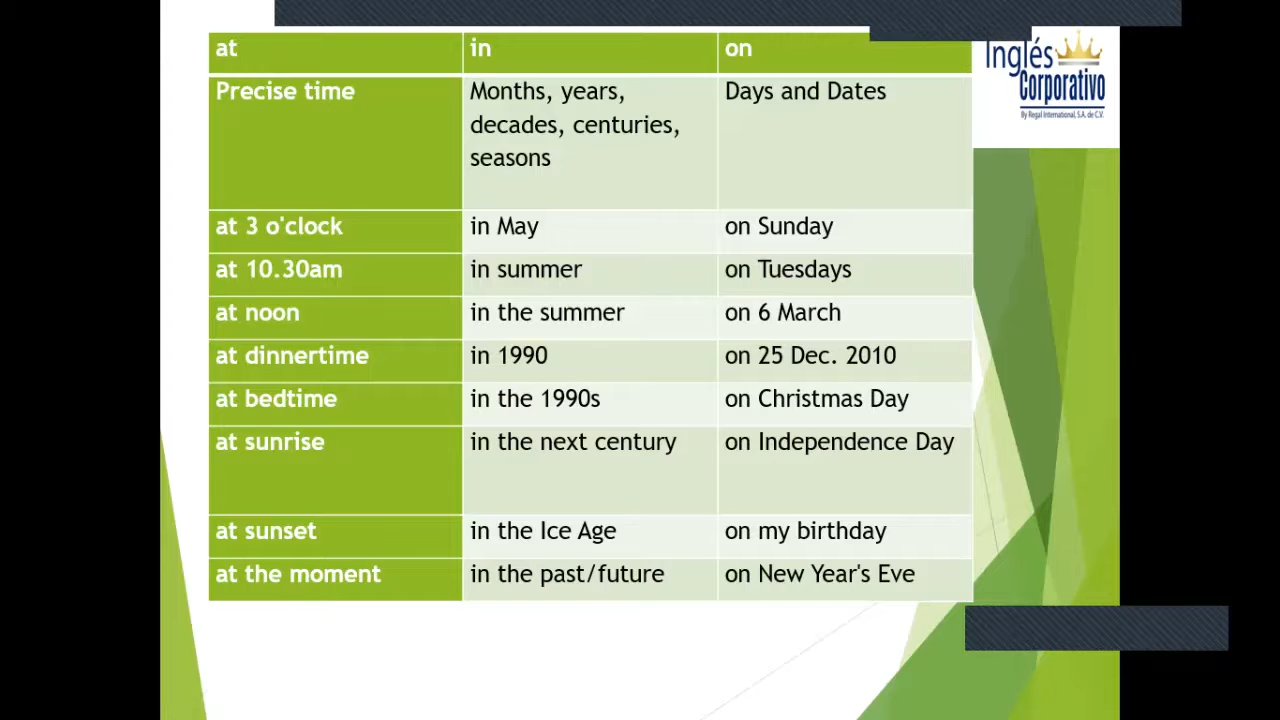 at in on
Precise time Months, years, Days and Dates
decades, centuries,
seasons
at 3 o'clock in May on Sunday
at 10.30am in summer on Tuesdays
at noon in the summer on 6 March
at dinnertime in 1990 on 25 Dec. 2010
at bedtime in the 1990s on Christmas Day
at sunrise in the next century on Independence Day
at sunset in the Ice Age on my birthday
at the moment in the past/future on New Year's Eve
Inglés
Corporativo
By Regal International, S.A. de C.V.